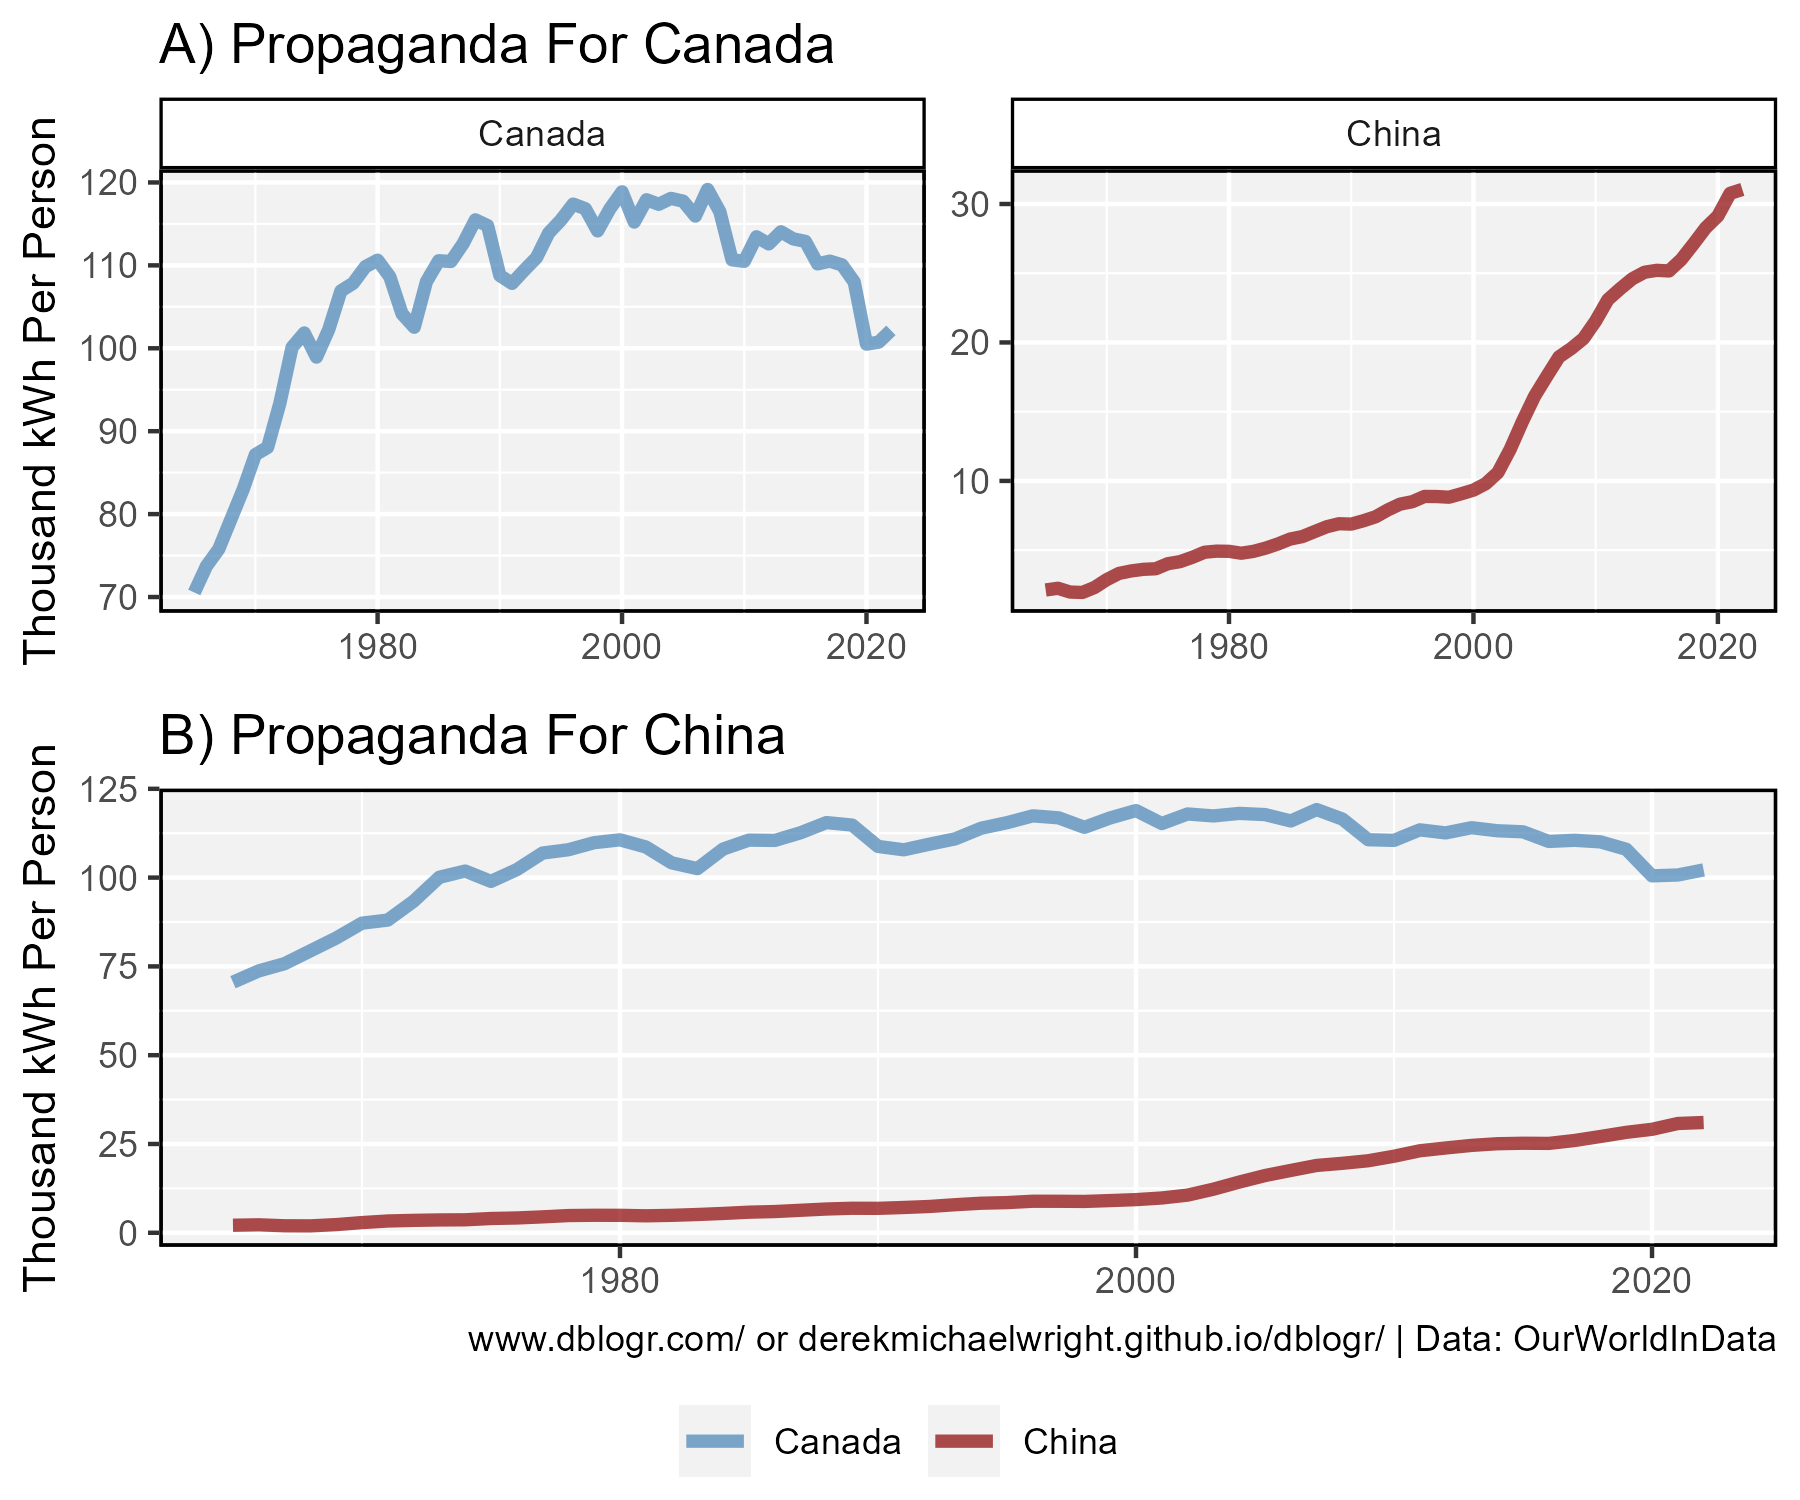 A) Propaganda For Canada
Canada
China
Thousand kWh Per Person
120
110
100
90
80
70
1980
2000
2020
30
20
10
1980
2000
2020
B) Propaganda For China
Thousand kWh Per Person
125
100
75
50
25
0
1980
2000
2020
www.dblogr.com/ or derekmichaelwright.github.io/dblogr/ | Data: OurWorldInData
Canada
China